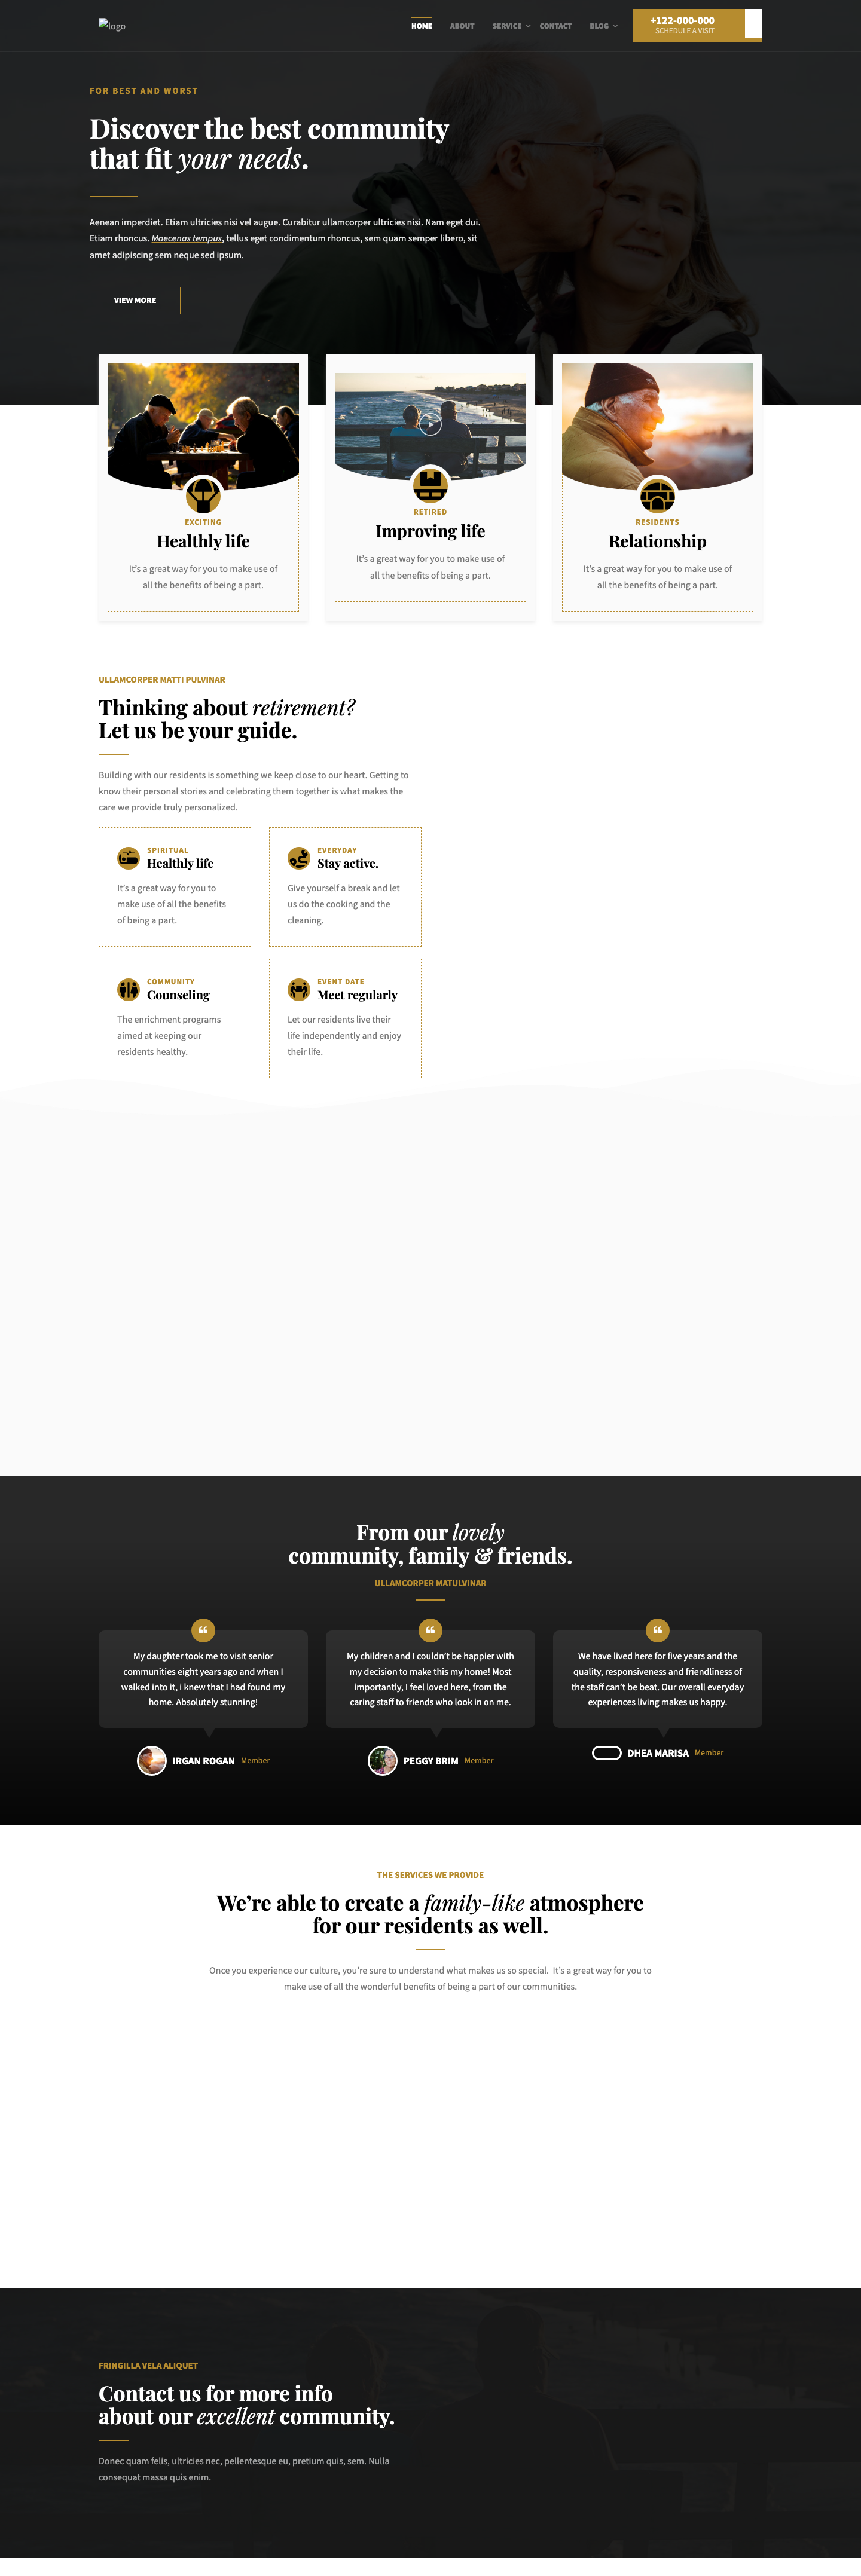 logo
HOME ABOUT SERVICE CONTACT BLOG
+122-000-000
SCHEDULE A VISIT
FOR BEST AND WORST
Discover the best community
that fit your needs.
Aenean imperdiet. Etiam ultricies nisi vel augue. Curabitur ullamcorper ultricies nisi. Nam eget dui.
Etiam rhoncus. Maecenas tempus, tellus eget condimentum rhoncus, sem quam semper libero, sit
amet adipiscing sem neque sed ipsum.
VIEW MORE
EXCITING
Healthly life
It's a great way for you to make use of
all the benefits of being a part.
RETIRED
Improving life
It's a great way for you to make use of
all the benefits of being a part.
RESIDENTS
Relationship
It's a great way for you to make use of
all the benefits of being a part.
ULLAMCORPER MATTI PULVINAR
Thinking about retirement?
Let us be your guide.
Building with our residents is something we keep close to our heart. Getting to
know their personal stories and celebrating them together is what makes the
care we provide truly personalized.
SPIRITUAL
Healthly life
It's a great way for you to
make use of all the benefits
of being a part.
EVERYDAY
Stay active.
Give yourself a break and let
us do the cooking and the
cleaning.
COMMUNITY
Counseling
The enrichment programs
aimed at keeping our
residents healthy.
EVENT DATE
Meet regularly
Let our residents live their
life independently and enjoy
their life.
From our lovely
community, family & friends.
ULLAMCORPER MATULVINAR
My daughter took me to visit senior
communities eight years ago and when I
walked into it, i knew that I had found my
home. Absolutely stunning!
IRGAN ROGAN Member
My children and I couldn't be happier with
my decision to make this my home! Most
importantly, I feel loved here, from the
caring staff to friends who look in on me.
PEGGY BRIM Member
We have lived here for five years and the
quality, responsiveness and friendliness of
the staff can't be beat. Our overall everyday
experiences living makes us happy.
DHEA MARISA Member
THE SERVICES WE PROVIDE
We're able to create a family-like atmosphere
for our residents as well.
Once you experience our culture, you're sure to understand what makes us so special. It's a great way for you to
make use of all the wonderful benefits of being a part of our communities.
FRINGILLA VELA ALIQUET
Contact us for more info
about our excellent community.
Donec quam felis, ultricies nec, pellentesque eu, pretium quis, sem. Nulla
consequat massa quis enim.